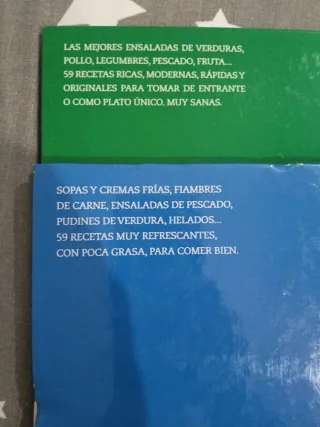 LAS MEJORES ENSALADAS DE VERDURAS,
POLLO, LEGUMBRES, PESCADO, FRUTA...
59 RECETAS RICAS, MODERNAS, RÁPIDAS Y
ORIGINALES PARA TOMAR DE ENTRANTE
O COMO PLATO ÚNICO. MUY SANAS.
SOPAS Y CREMAS FRÍAS, FIAMBRES
DE CARNE, ENSALADAS DE PESCADO,
PUDINES DE VERDURA, HELADOS...
59 RECETAS MUY REFRESCANTES,
CON POCA GRASA, PARA COMER BIEN.